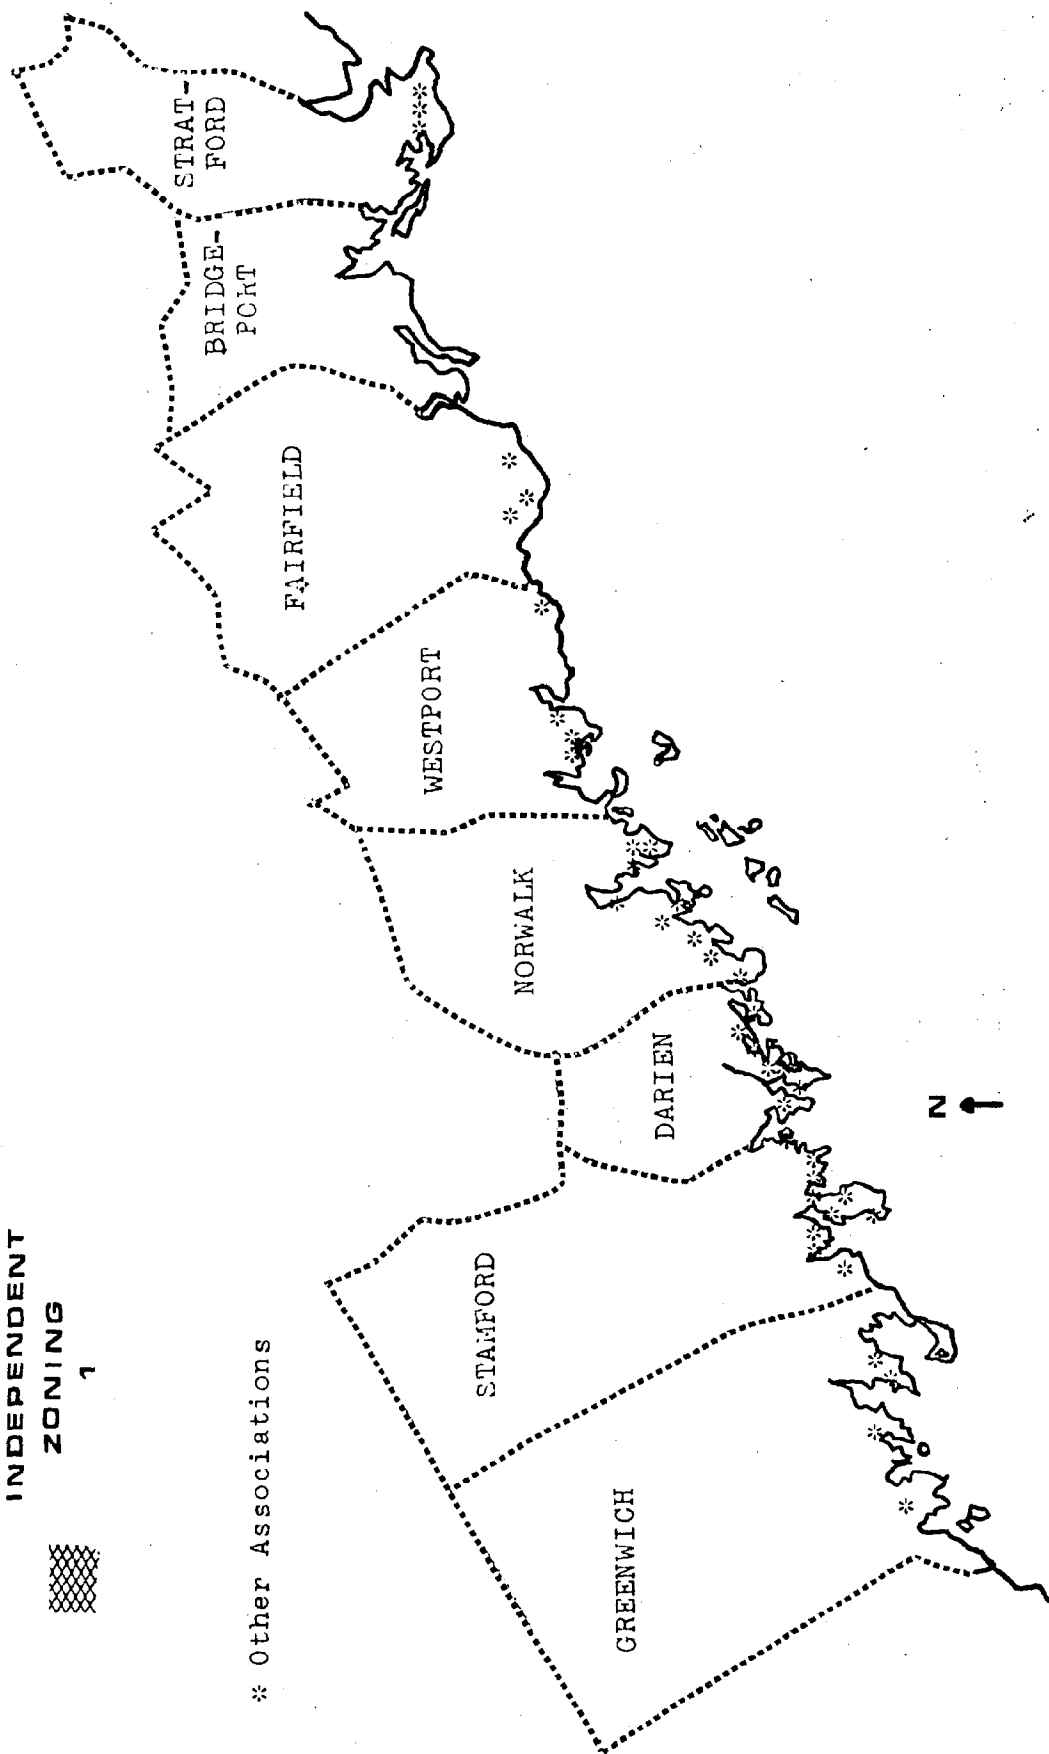 INDEPENDENT
ZONING
1
* Other Associations
GREENWICH
STAMFORD
DARIEN
NORWALK
WESTPORT
FAIRFIELD
BRIDGE-
PORT
STRAT-
FORD
N